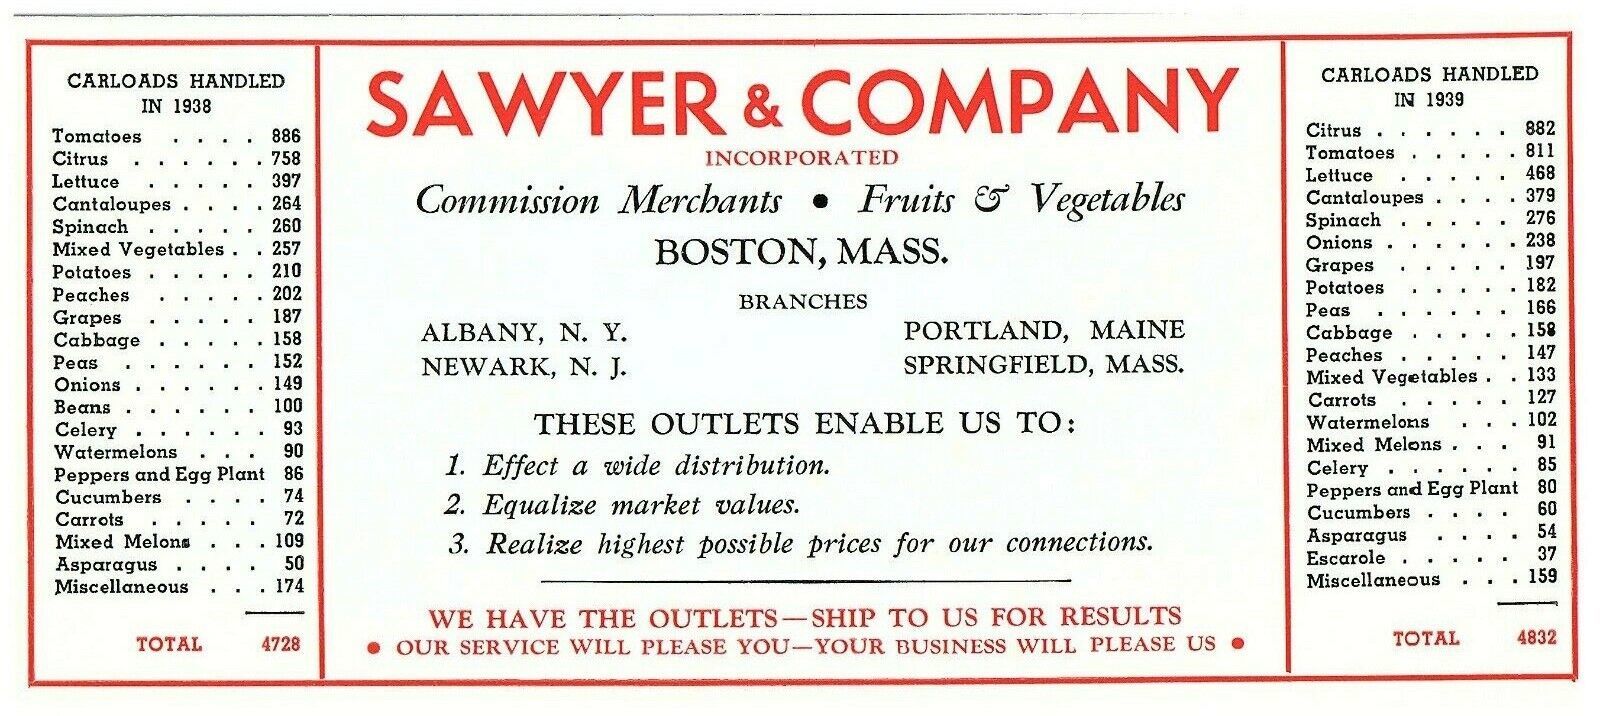 CARLOADS HANDLED
IN 1938
Tomatoes . . . . 886
Citrus . . . . . . 758
Lettuce . . . . . 397
Cantaloupes . . . . 264
Spinach . . . . . 260
Mixed Vegetables . . 257
Potatoes . . . . . 210
Peaches . . . . . 202
Grapes . . . . . 187
Cabbage . . . . . 158
Peas . . . . . . 152
Onions . . . . . . 149
Beans . . . . . . 100
Celery . . . . . . 93
Watermelons . . . 90
Peppers and Egg Plant 86
Cucumbers . . . . 74
Carrots . . . . . 72
Mixed Melons . . . 109
Asparagus . . . . 50
Miscellaneous . . . 174
TOTAL 4728
SAWYER & COMPANY
INCORPORATED
Commission Merchants • Fruits & Vegetables
BOSTON, MASS.
BRANCHES
ALBANY, N. Y. PORTLAND, MAINE
NEWARK, N. J. SPRINGFIELD, MASS.
THESE OUTLETS ENABLE US TO:
1. Effect a wide distribution.
2. Equalize market values.
3. Realize highest possible prices for our connections.
WE HAVE THE OUTLETS—SHIP TO US FOR RESULTS
• OUR SERVICE WILL PLEASE YOU—YOUR BUSINESS WILL PLEASE US •
CARLOADS HANDLED
IN 1939
Citrus . . . . . . 882
Tomatoes . . . . . 811
Lettuce . . . . . 468
Cantaloupes . . . . 379
Spinach . . . . . 276
Onions . . . . . . 238
Grapes . . . . . 197
Potatoes . . . . . 182
Peas . . . . . . 166
Cabbage . . . . . 158
Peaches . . . . . 147
Mixed Vegetables . . 133
Carrots . . . . . 127
Watermelons . . . 102
Mixed Melons . . . 91
Celery . . . . . . 85
Peppers and Egg Plant 80
Cucumbers . . . . 60
Asparagus . . . . 54
Escarole . . . . . 37
Miscellaneous . . . 159
TOTAL 4832